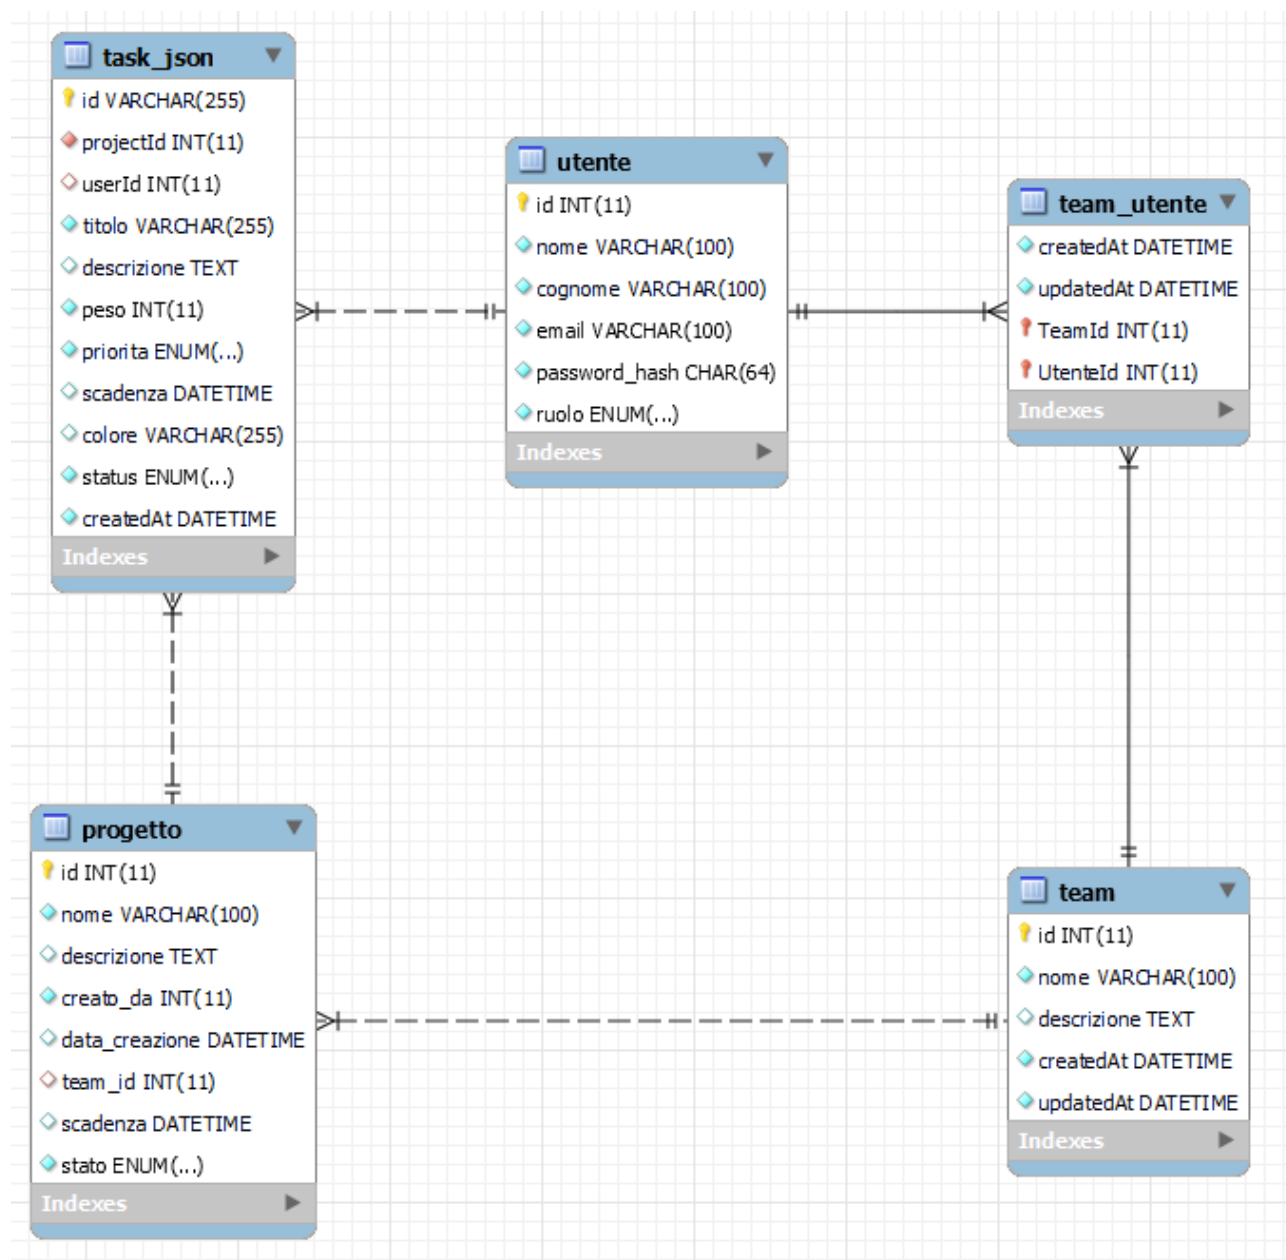 task_json
id VARCHAR(255)
projectId INT(11)
userId INT(11)
titolo VARCHAR(255)
descrizione TEXT
peso INT(11)
priorita ENUM(...)
scadenza DATETIME
colore VARCHAR(255)
status ENUM(...)
createdAt DATETIME
Indexes
utente
id INT(11)
nome VARCHAR(100)
cognome VARCHAR(100)
email VARCHAR(100)
password_hash CHAR(64)
ruolo ENUM(...)
Indexes
team_utente
createdAt DATETIME
updatedAt DATETIME
TeamId INT(11)
UtenteId INT(11)
Indexes
progetto
id INT(11)
nome VARCHAR(100)
descrizione TEXT
creato_da INT(11)
data_creazione DATETIME
team_id INT(11)
scadenza DATETIME
stato ENUM(...)
Indexes
team
id INT(11)
nome VARCHAR(100)
descrizione TEXT
createdAt DATETIME
updatedAt DATETIME
Indexes